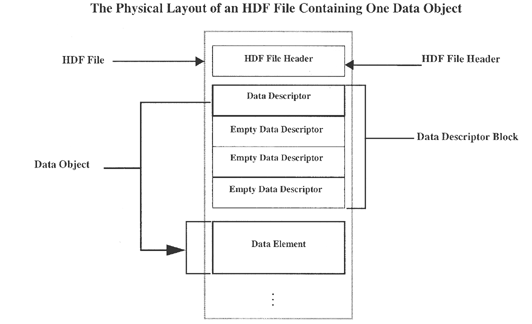 The Physical Layout of an HDF File Containing One Data Object
HDF File
HDF File Header
HDF File Header
Data Descriptor
Empty Data Descriptor
Data Descriptor Block
Empty Data Descriptor
Data Object
Empty Data Descriptor
Data Element